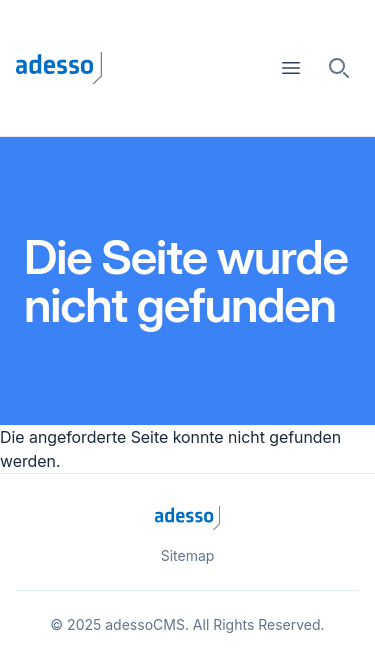 adesso
Die Seite wurde
nicht gefunden
Die angeforderte Seite konnte nicht gefunden
werden.
adesso
Sitemap
© 2025 adessoCMS. All Rights Reserved.